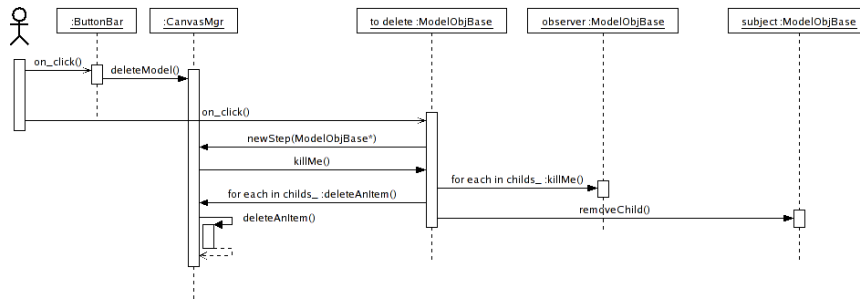 :ButtonBar
:CanvasMgr
to delete :ModelObjBase
observer :ModelObjBase
subject :ModelObjBase
on_click()
deleteModel()
on_click()
newStep(ModelObjBase*)
killMe()
for each in childs_ :killMe()
for each in childs_ :deleteAnItem()
removeChild()
deleteAnItem()